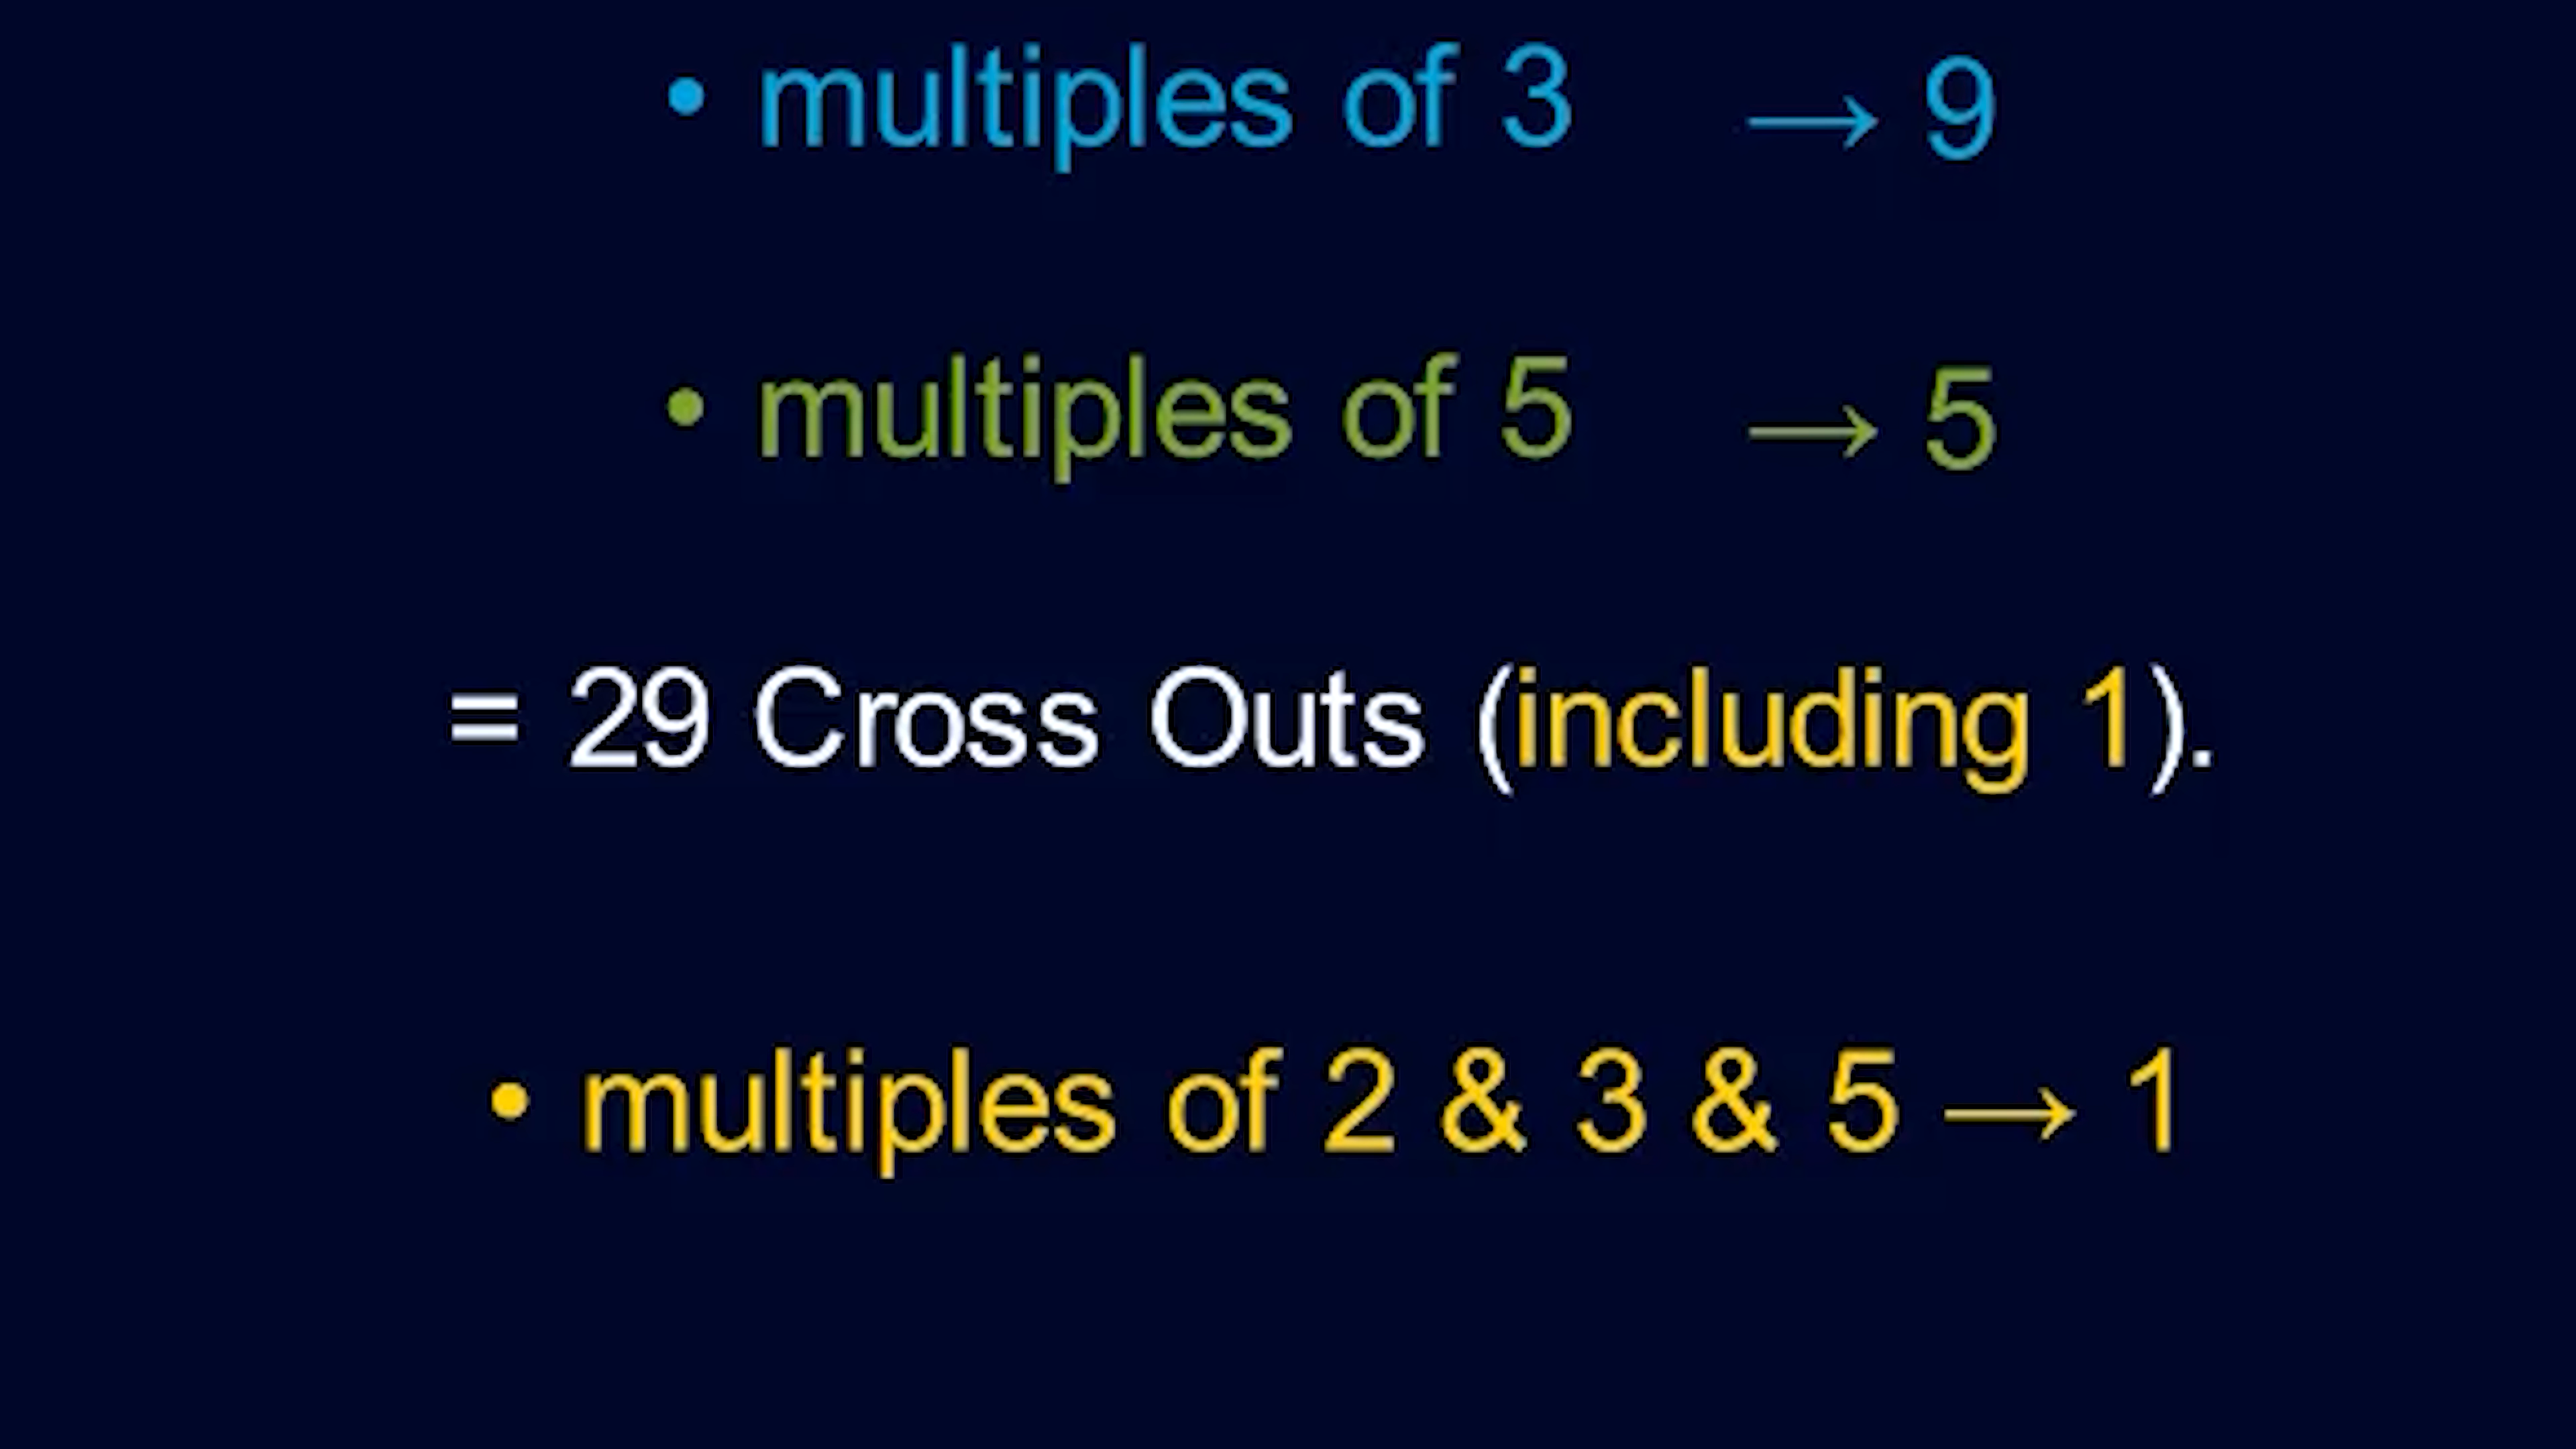 • multiples of 3 → 9
• multiples of 5 → 5
= 29 Cross Outs (including 1).
• multiples of 2 & 3 & 5 → 1